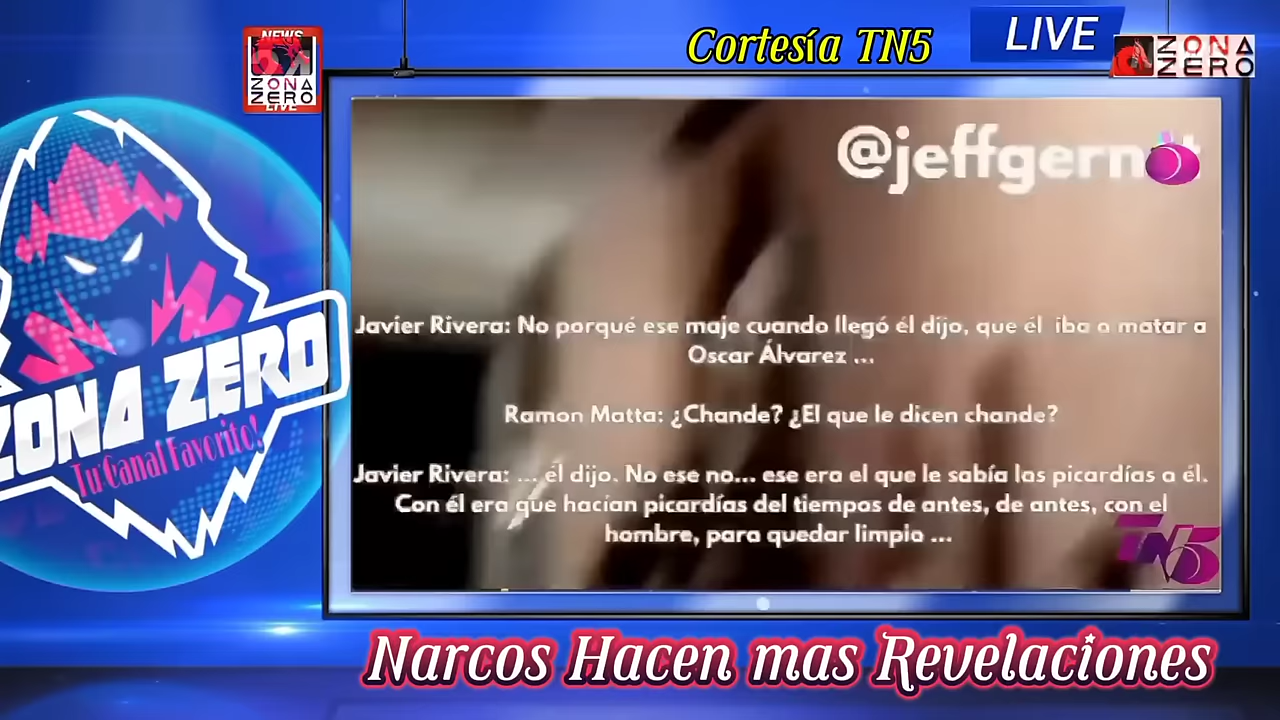 NEWS
ZONA
ZERO
LIVE
Cortesía TN5
LIVE
ZONA
ZERO
@jeffgern
Javier Rivera: No porqué ese maje cuando llegó él dijo, que él iba a matar a
Oscar Álvarez ...
Ramon Matta: ¿Chande? ¿El que le dicen chande?
Javier Rivera: ... él dijo. No ese no... ese era el que le sabía las picardías a él.
Con él era que hacían picardías del tiempos de antes, de antes, con el
hombre, para quedar limpio ...
TN5
ZONA ZERO
Tu Canal Favorito!
Narcos Hacen mas Revelaciones